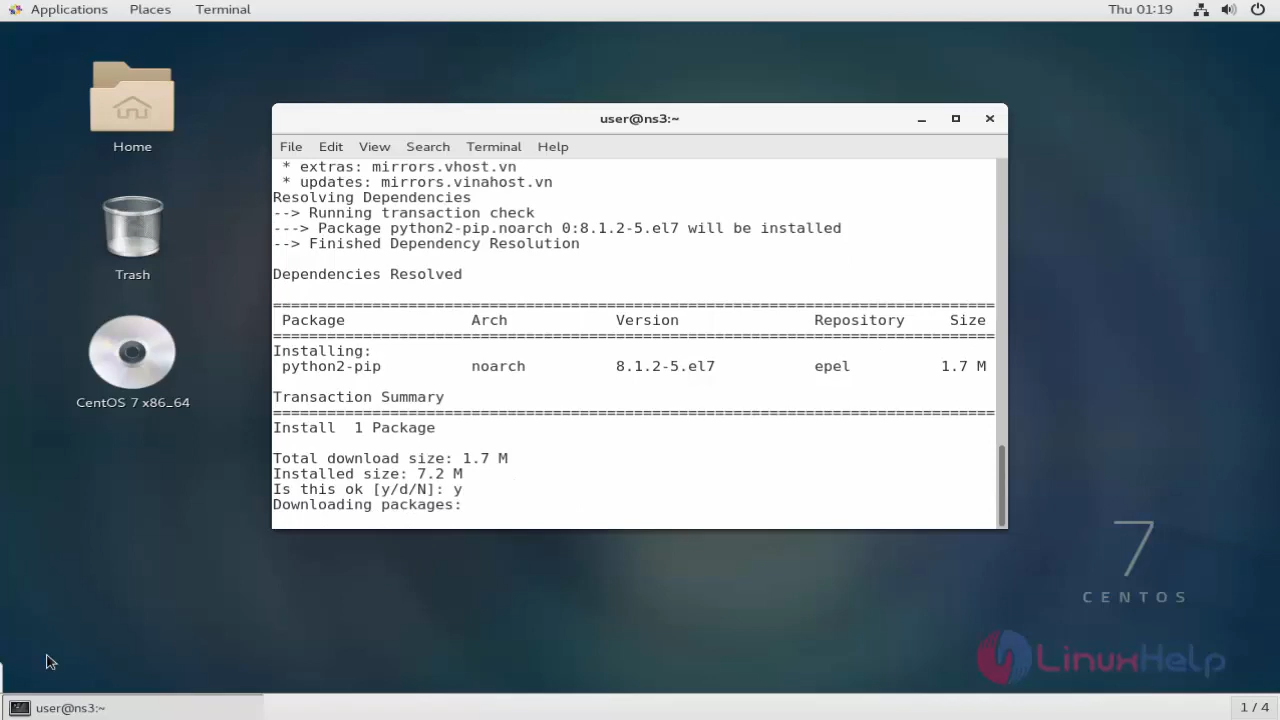 Applications Places Terminal Thu 01:19
Home
Trash
CentOS 7 x86_64
user@ns3:~
File Edit View Search Terminal Help
* extras: mirrors.vhost.vn
* updates: mirrors.vinahost.vn
Resolving Dependencies
--> Running transaction check
---> Package python2-pip.noarch 0:8.1.2-5.el7 will be installed
--> Finished Dependency Resolution
Dependencies Resolved
================================================================================
Package Arch Version Repository Size
================================================================================
Installing:
python2-pip noarch 8.1.2-5.el7 epel 1.7 M
Transaction Summary
================================================================================
Install 1 Package
Total download size: 1.7 M
Installed size: 7.2 M
Is this ok [y/d/N]: y
Downloading packages:
7
CENTOS
LinuxHelp
user@ns3:~ 1 / 4